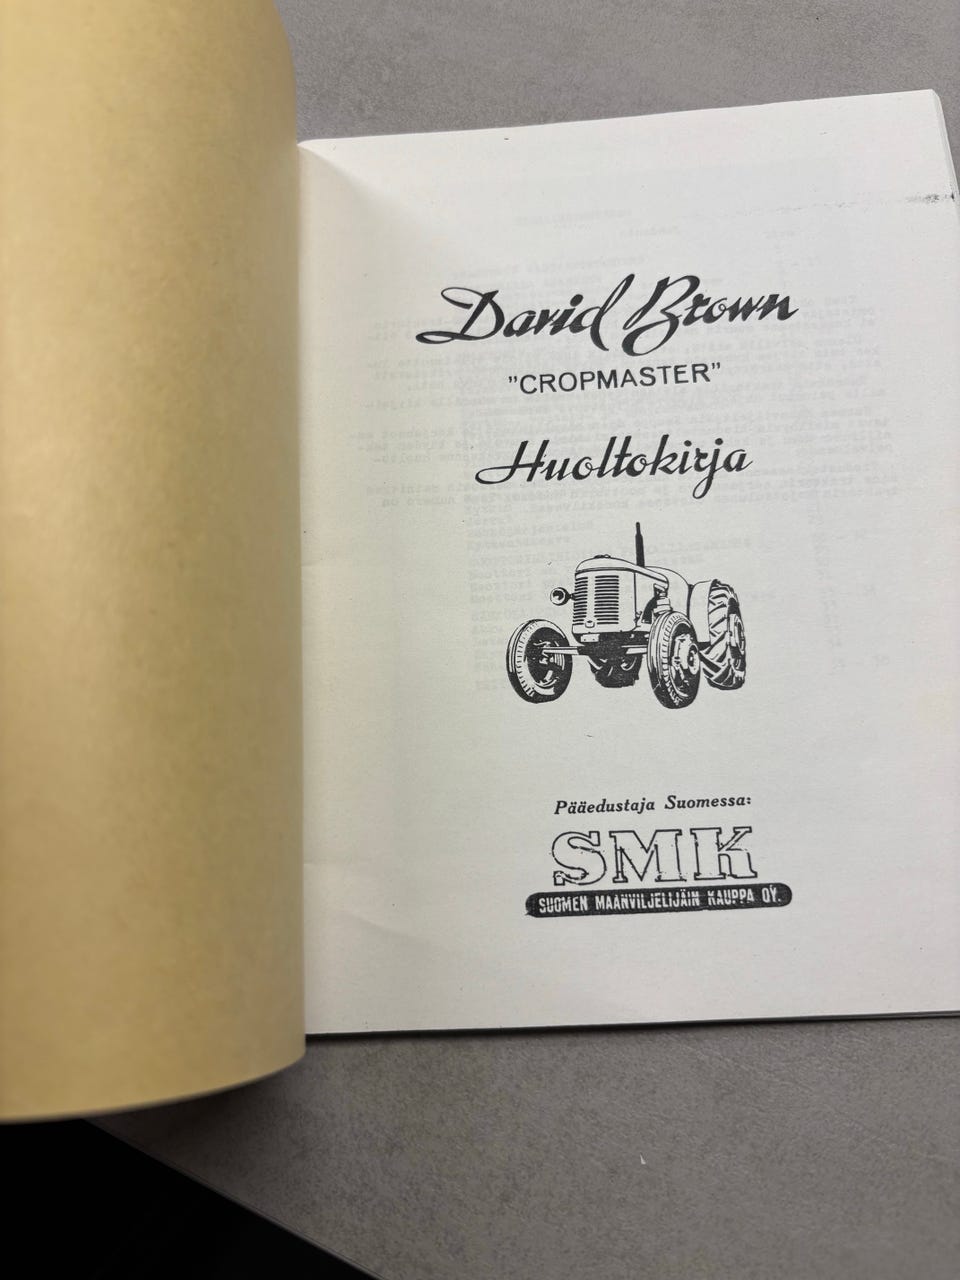 David Brown
"CROPMASTER"
Huoltokirja
Pääedustaja Suomessa:
SMK
SUOMEN MAANVILJELIJÄIN KAUPPA OY.